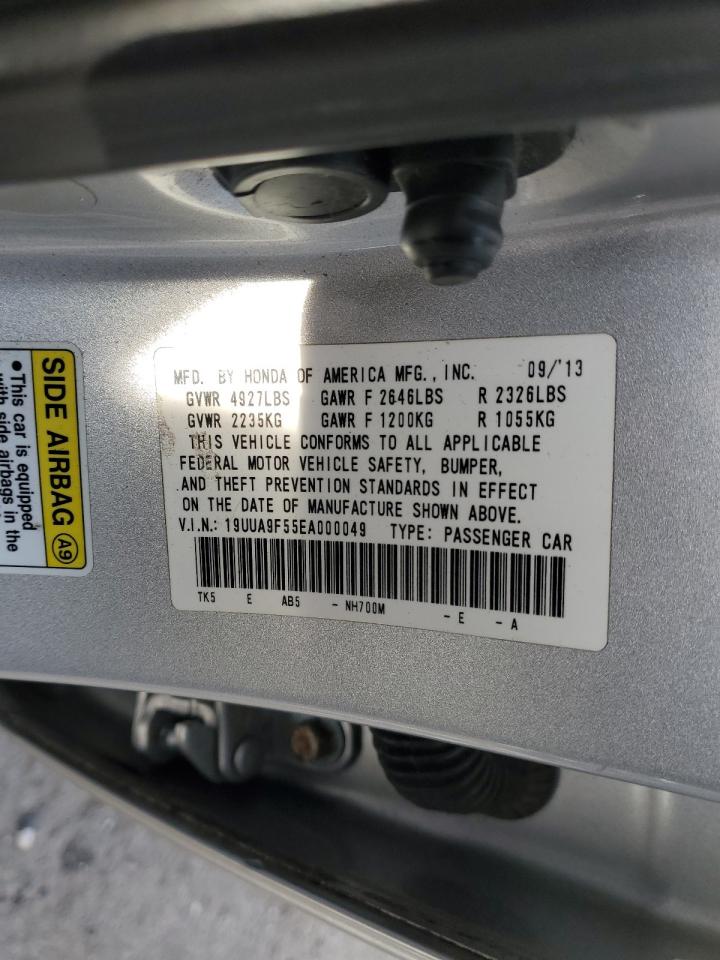 MFD. BY HONDA OF AMERICA MFG., INC. 09/'13
GVWR 4927LBS GAWR F 2646LBS R 2326LBS
GVWR 2235KG GAWR F 1200KG R 1055KG
THIS VEHICLE CONFORMS TO ALL APPLICABLE
FEDERAL MOTOR VEHICLE SAFETY, BUMPER,
AND THEFT PREVENTION STANDARDS IN EFFECT
ON THE DATE OF MANUFACTURE SHOWN ABOVE.
V.I.N.: 19UUA9F55EA000049 TYPE: PASSENGER CAR
TK5 E AB5 - NH700M - E - A
SIDE AIRBAG A9
•This car is equipped
with side airbags in the